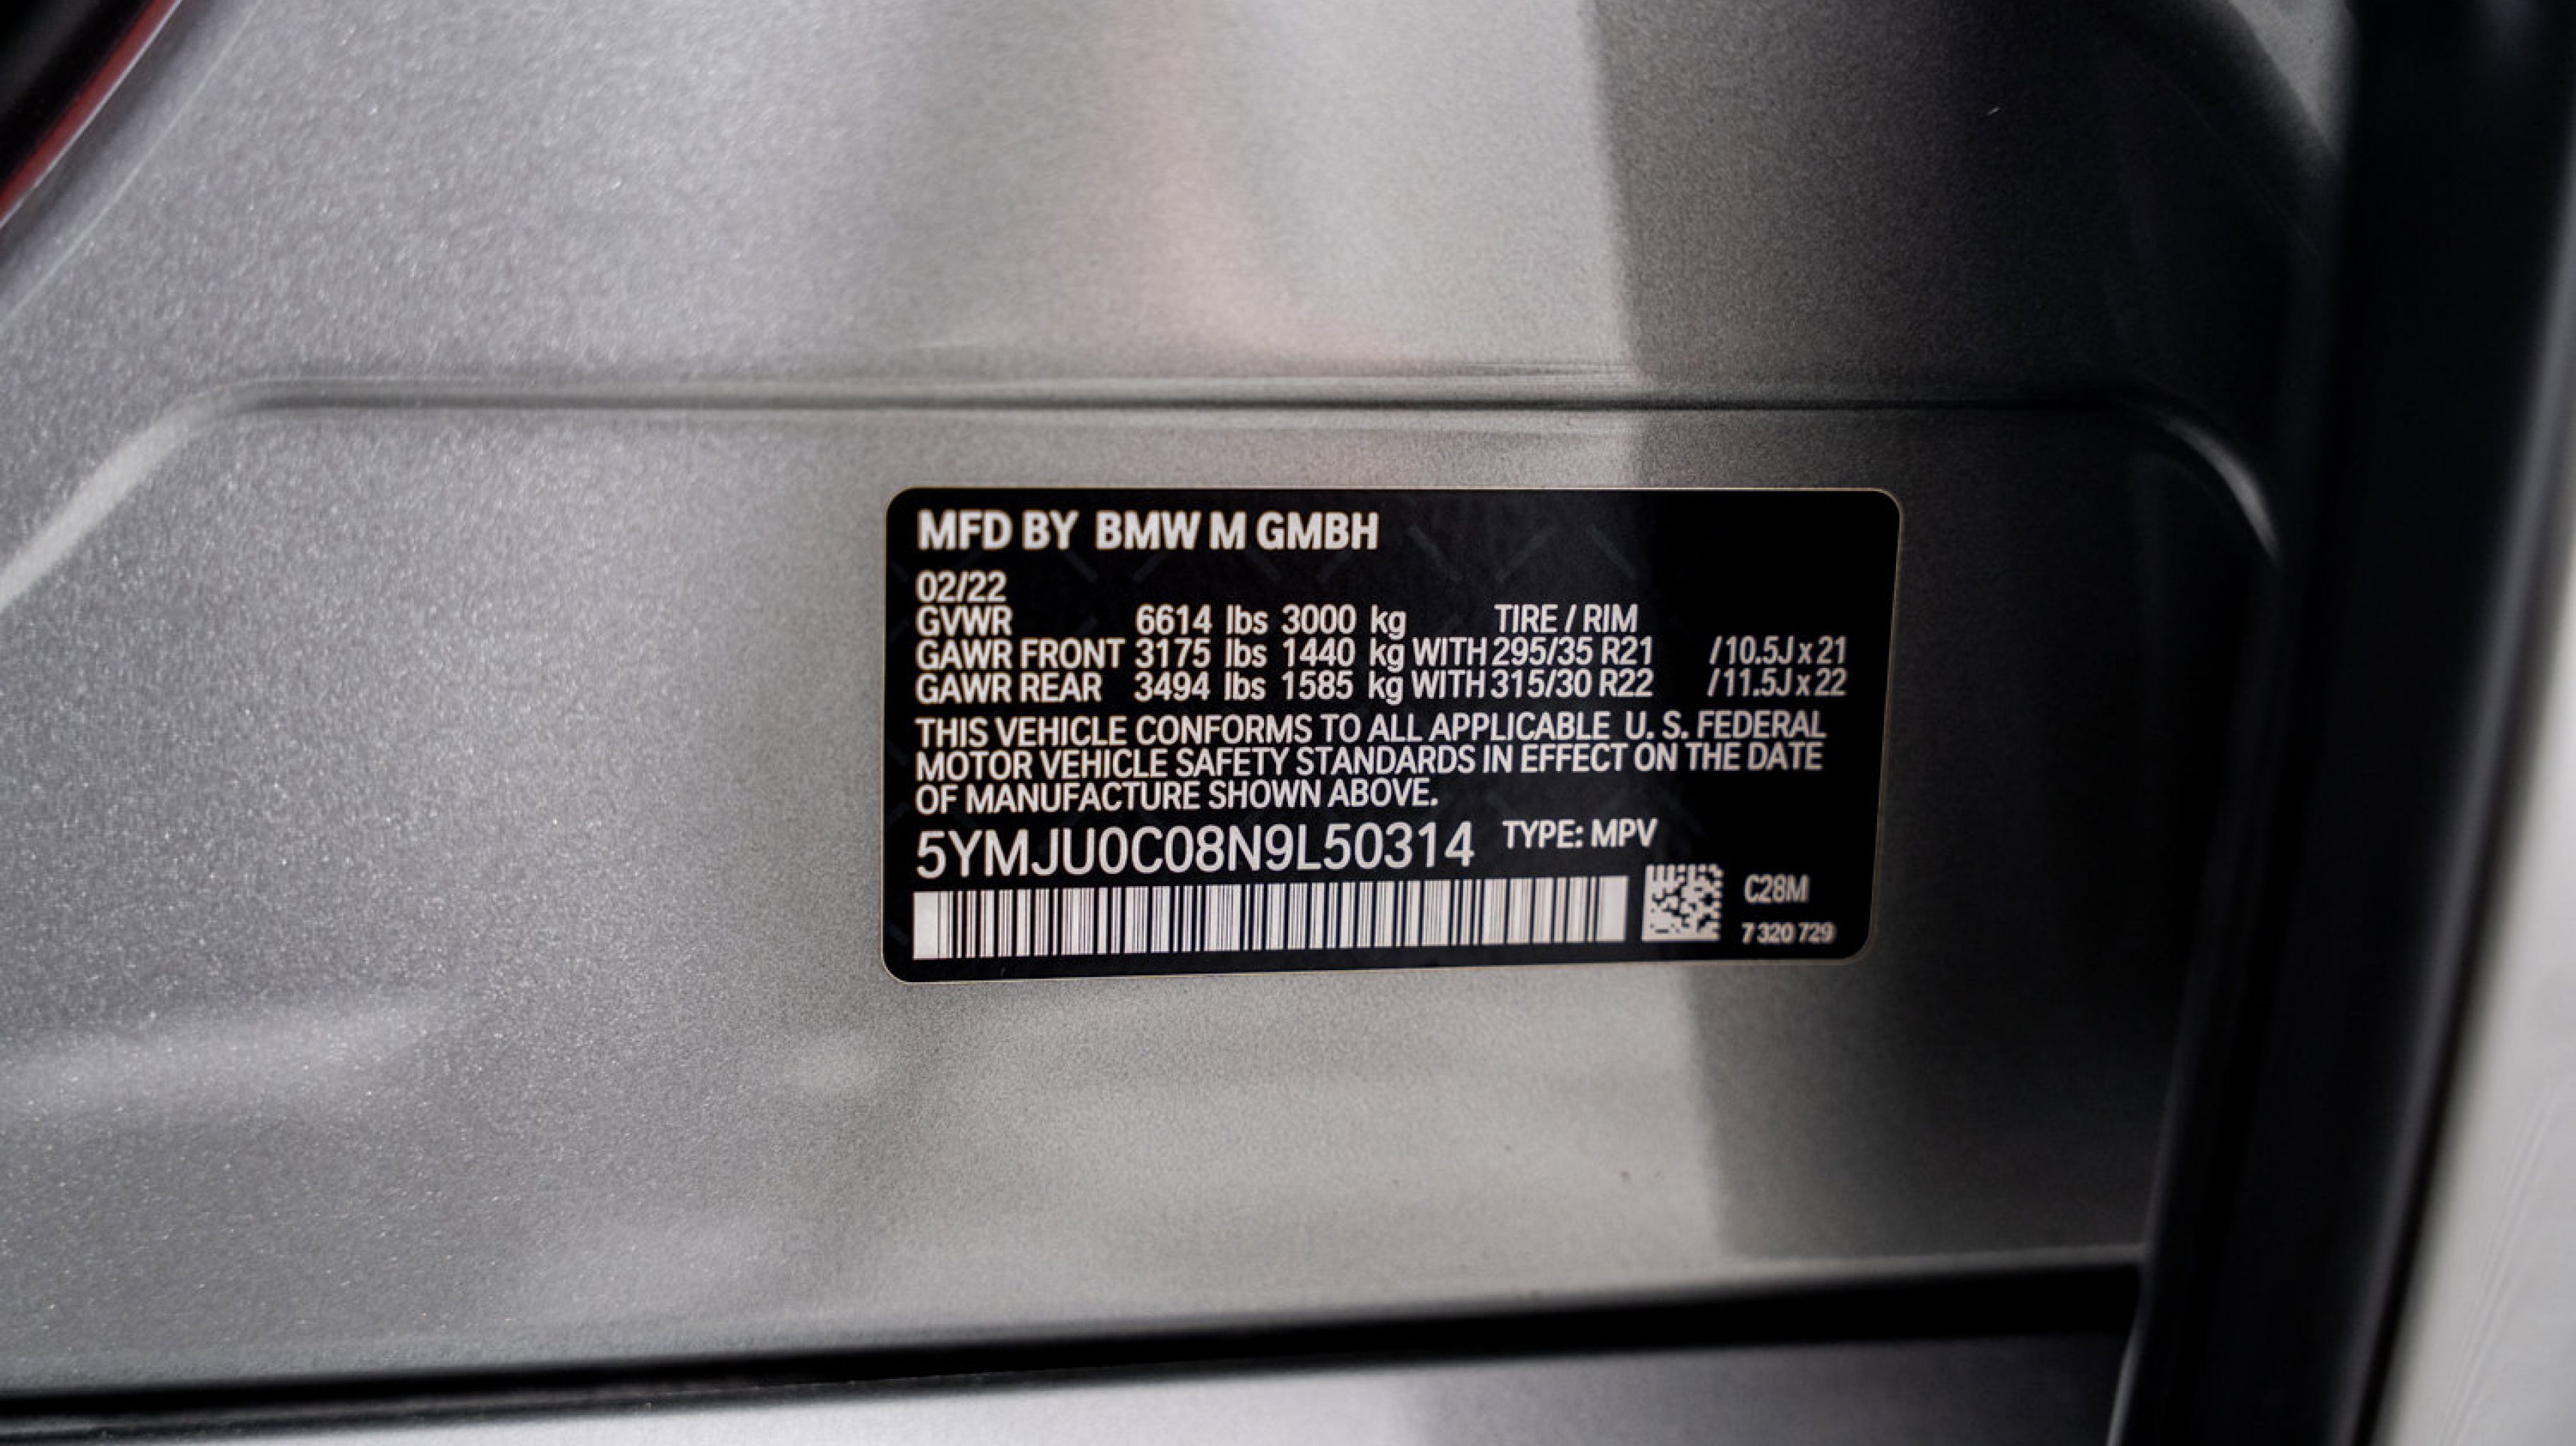 MFD BY BMW M GMBH
02/22
GVWR 6614 lbs 3000 kg TIRE / RIM
GAWR FRONT 3175 lbs 1440 kg WITH 295/35 R21 /10.5J x 21
GAWR REAR 3494 lbs 1585 kg WITH 315/30 R22 /11.5J x 22
THIS VEHICLE CONFORMS TO ALL APPLICABLE U. S. FEDERAL
MOTOR VEHICLE SAFETY STANDARDS IN EFFECT ON THE DATE
OF MANUFACTURE SHOWN ABOVE.
5YMJU0C08N9L50314 TYPE: MPV
C28M
7 320 729